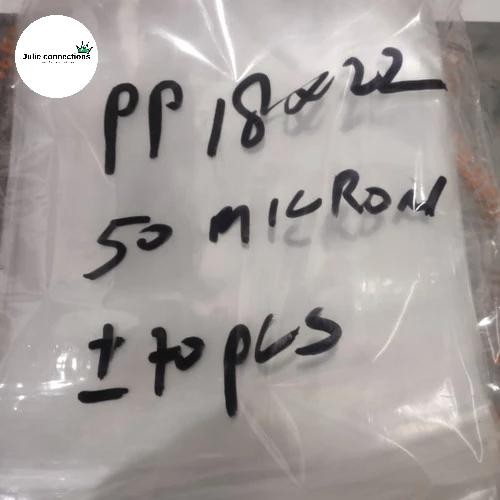 Julie connections
PP 18x22
50 MICRON
± 70 pcs